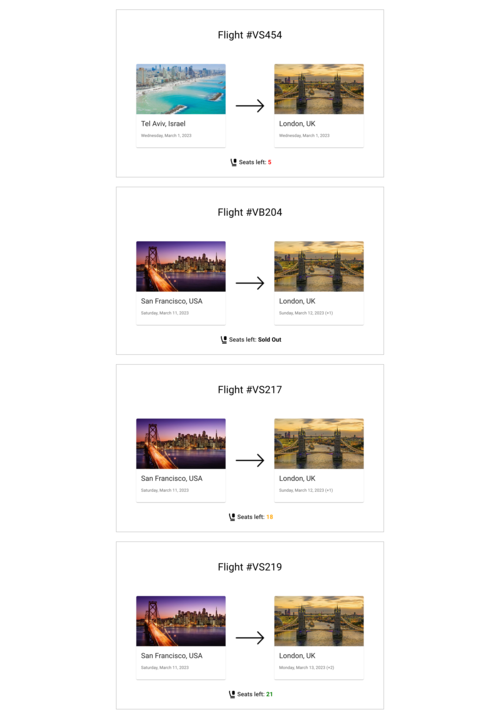 Flight #VS454
Tel Aviv, Israel
Wednesday, March 1, 2023
London, UK
Wednesday, March 1, 2023
Seats left: 5
Flight #VB204
San Francisco, USA
Saturday, March 11, 2023
London, UK
Sunday, March 12, 2023 (+1)
Seats left: Sold Out
Flight #VS217
San Francisco, USA
Saturday, March 11, 2023
London, UK
Sunday, March 12, 2023 (+1)
Seats left: 18
Flight #VS219
San Francisco, USA
Saturday, March 11, 2023
London, UK
Monday, March 13, 2023 (+2)
Seats left: 21